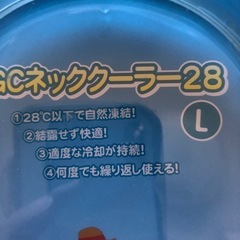 GCネッククーラー28
①28℃以下で自然凍結!
②結露せず快適!
③適度な冷却が持続!
④何度でも繰り返し使える!
L